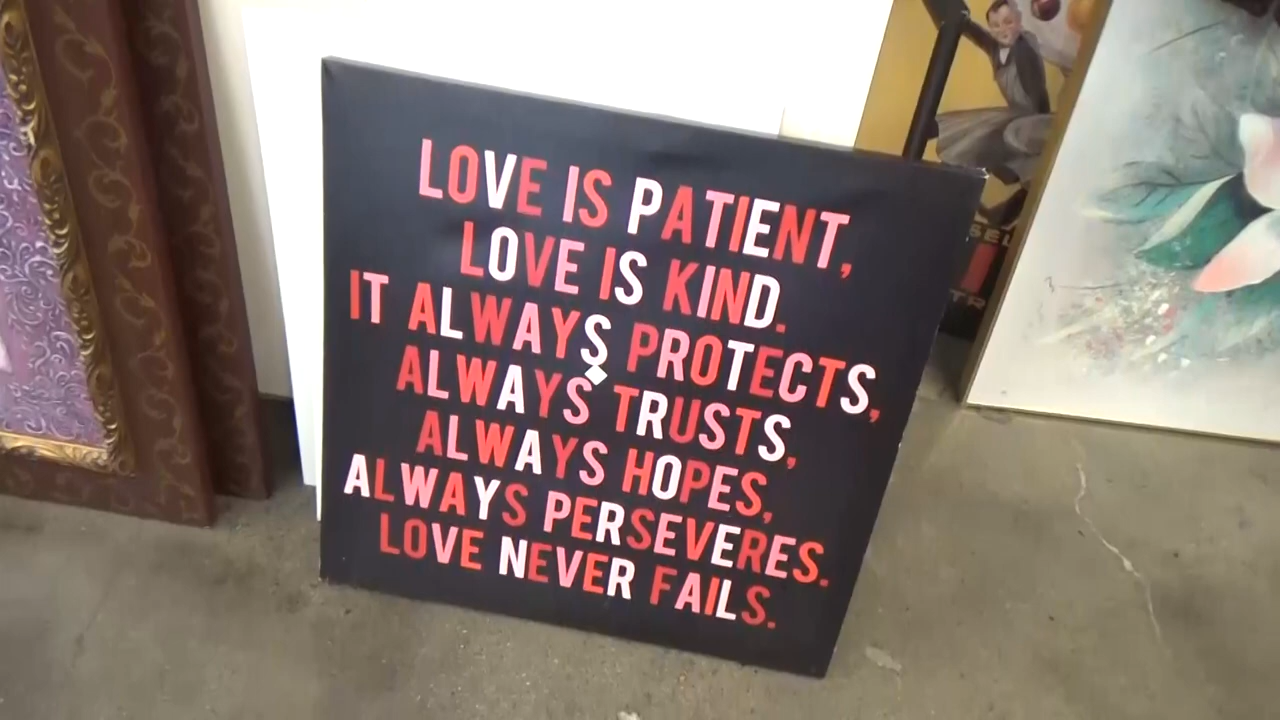 LOVE IS PATIENT,
LOVE IS KIND.
IT ALWAYS PROTECTS,
ALWAYS TRUSTS,
ALWAYS HOPES,
ALWAYS PERSEVERES.
LOVE NEVER FAILS.